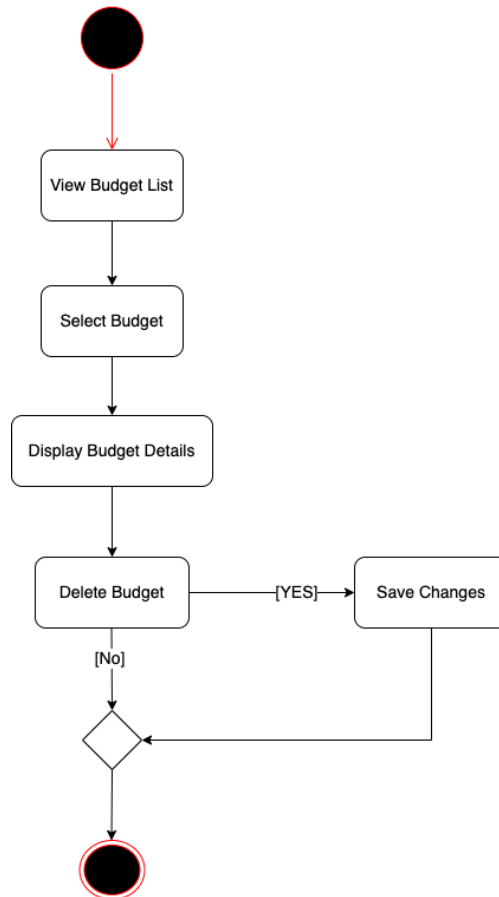 View Budget List
Select Budget
Display Budget Details
Delete Budget
[YES]
Save Changes
[No]